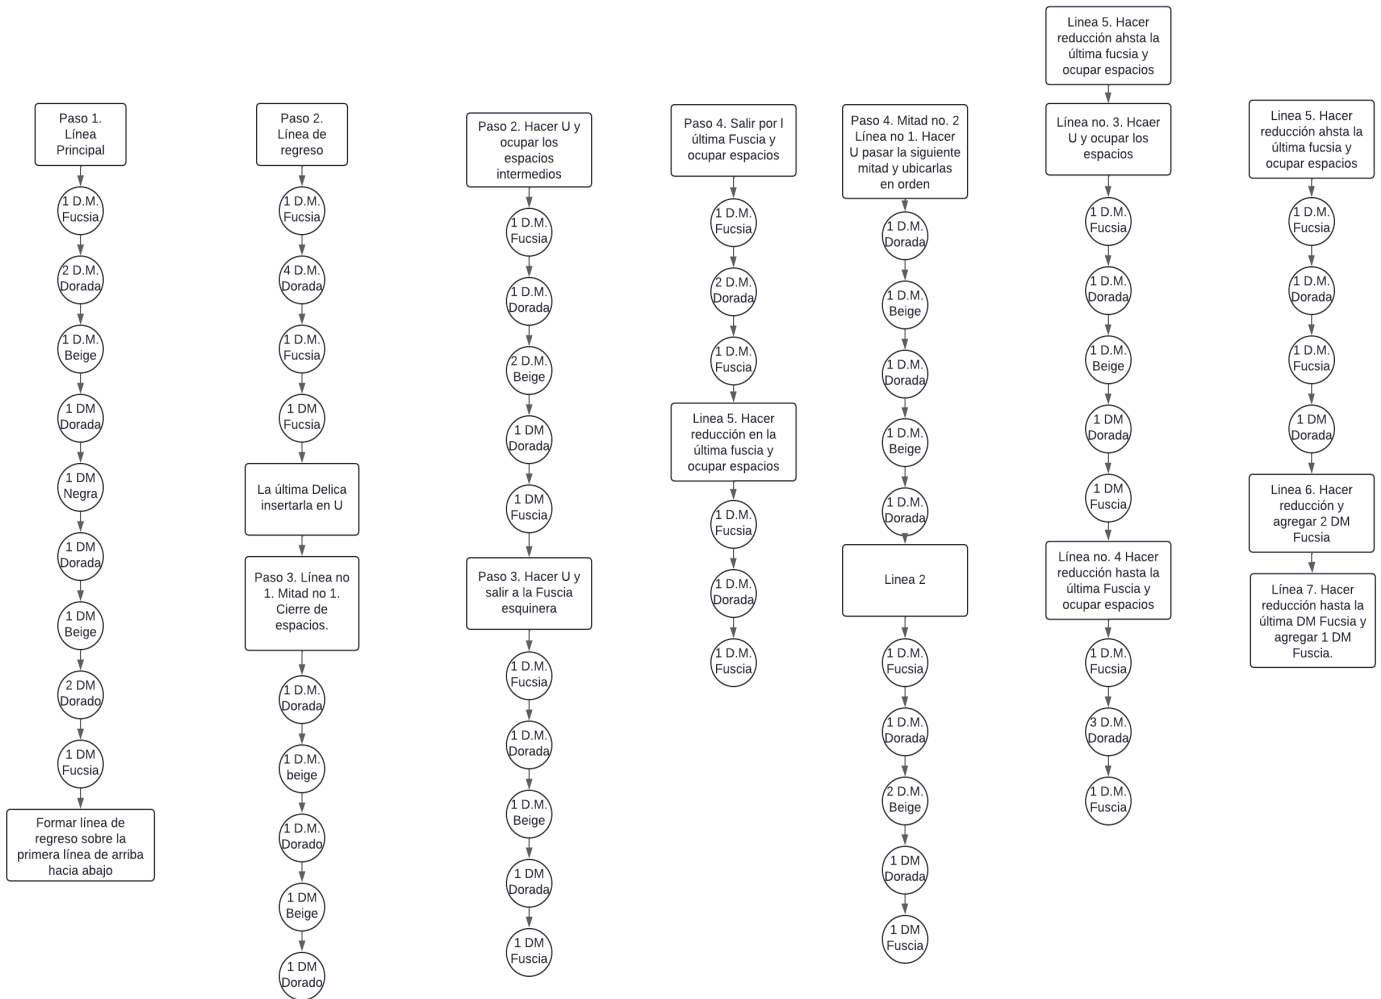 Paso 1.
Línea
Principal
1 D.M.
Fucsia
2 D.M.
Dorada
1 D.M.
Beige
1 DM
Dorada
1 DM
Negra
1 DM
Dorada
1 DM
Beige
2 DM
Dorado
1 DM
Fucsia
Formar línea de
regreso sobre la
primera línea de arriba
hacia abajo
Paso 2.
Línea de
regreso
1 D.M.
Fucsia
4 D.M.
Dorada
1 D.M.
Fucsia
1 DM
Fucsia
La última Delica
insertarla en U
Paso 3. Línea no
1. Mitad no 1.
Cierre de
espacios.
1 D.M.
Dorada
1 D.M.
beige
1 D.M.
Dorado
1 DM
Beige
1 DM
Dorado
Paso 2. Hacer U y
ocupar los
espacios
intermedios
1 D.M.
Fucsia
1 D.M.
Dorada
2 D.M.
Beige
1 DM
Dorada
1 DM
Fuscia
Paso 3. Hacer U y
salir a la Fuscia
esquinera
1 D.M.
Fucsia
1 D.M.
Dorada
1 D.M.
Beige
1 DM
Dorada
1 DM
Fuscia
Paso 4. Salir por l
última Fuscia y
ocupar espacios
1 D.M.
Fucsia
2 D.M.
Dorada
1 D.M.
Fuscia
Linea 5. Hacer
reducción en la
última fuscia y
ocupar espacios
1 D.M.
Fucsia
1 D.M.
Dorada
1 D.M.
Fuscia
Paso 4. Mitad no. 2
Línea no 1. Hacer
U pasar la siguiente
mitad y ubicarlas
en orden
1 D.M.
Dorada
1 D.M.
Beige
1 D.M.
Dorada
1 D.M.
Beige
1 D.M.
Dorada
Linea 2
1 D.M.
Fucsia
1 D.M.
Dorada
2 D.M.
Beige
1 DM
Dorada
1 DM
Fuscia
Linea 5. Hacer
reducción ahsta la
última fucsia y
ocupar espacios
Línea no. 3. Hcaer
U y ocupar los
espacios
1 D.M.
Fucsia
1 D.M.
Dorada
1 D.M.
Beige
1 DM
Dorada
1 DM
Fuscia
Línea no. 4 Hacer
reducción hasta la
última Fuscia y
ocupar espacios
1 D.M.
Fucsia
3 D.M.
Dorada
1 D.M.
Fuscia
Linea 5. Hacer
reducción ahsta la
última fucsia y
ocupar espacios
1 D.M.
Fucsia
1 D.M.
Dorada
1 D.M.
Fucsia
1 DM
Dorada
Linea 6. Hacer
reducción y
agregar 2 DM
Fucsia
Línea 7. Hacer
reducción hasta la
última DM Fucsia y
agregar 1 DM
Fuscia.